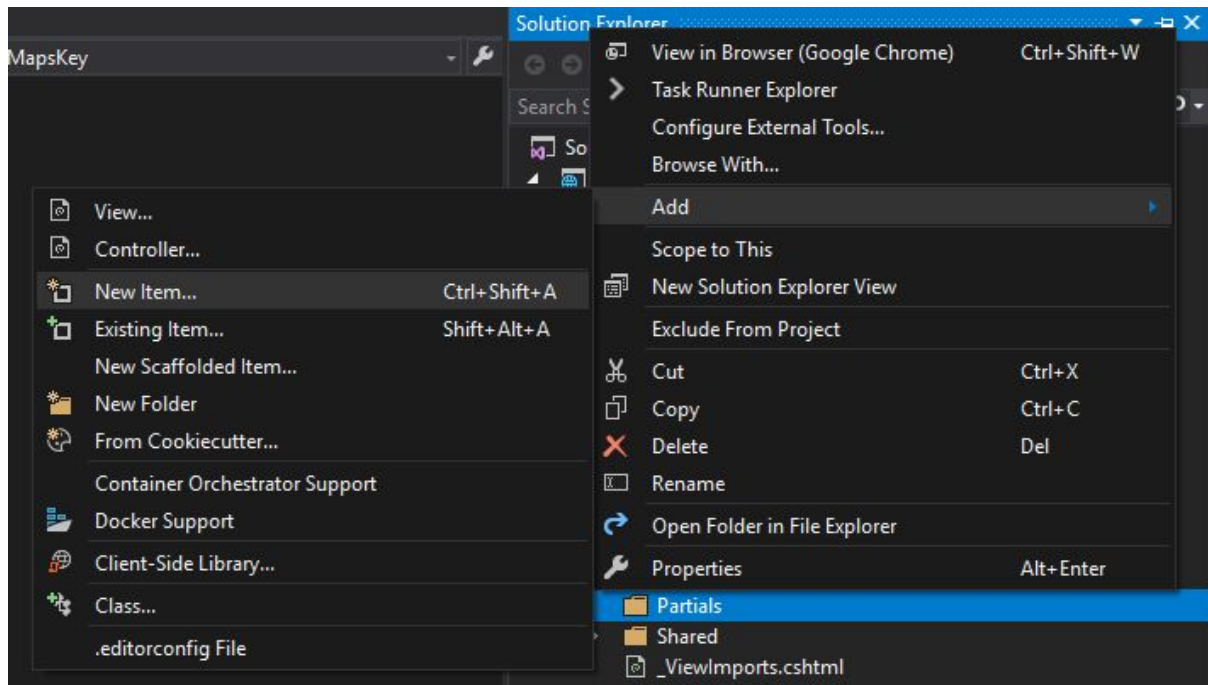 Solution Explorer
MapsKey
Search S
So
View in Browser (Google Chrome) Ctrl+Shift+W
Task Runner Explorer
Configure External Tools...
Browse With...
Add
Scope to This
New Solution Explorer View
Exclude From Project
Cut Ctrl+X
Copy Ctrl+C
Delete Del
Rename
Open Folder in File Explorer
Properties Alt+Enter
View...
Controller...
New Item... Ctrl+Shift+A
Existing Item... Shift+Alt+A
New Scaffolded Item...
New Folder
From Cookiecutter...
Container Orchestrator Support
Docker Support
Client-Side Library...
Class...
.editorconfig File
Partials
Shared
_ViewImports.cshtml